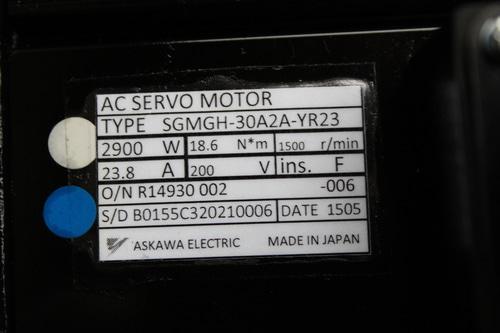 AC SERVO MOTOR
TYPE SGMGH-30A2A-YR23
2900 W 18.6 N*m 1500 r/min
23.8 A 200 V ins. F
O/N R14930 002 -006
S/D B0155C320210006 DATE 1505
ASKAWA ELECTRIC MADE IN JAPAN